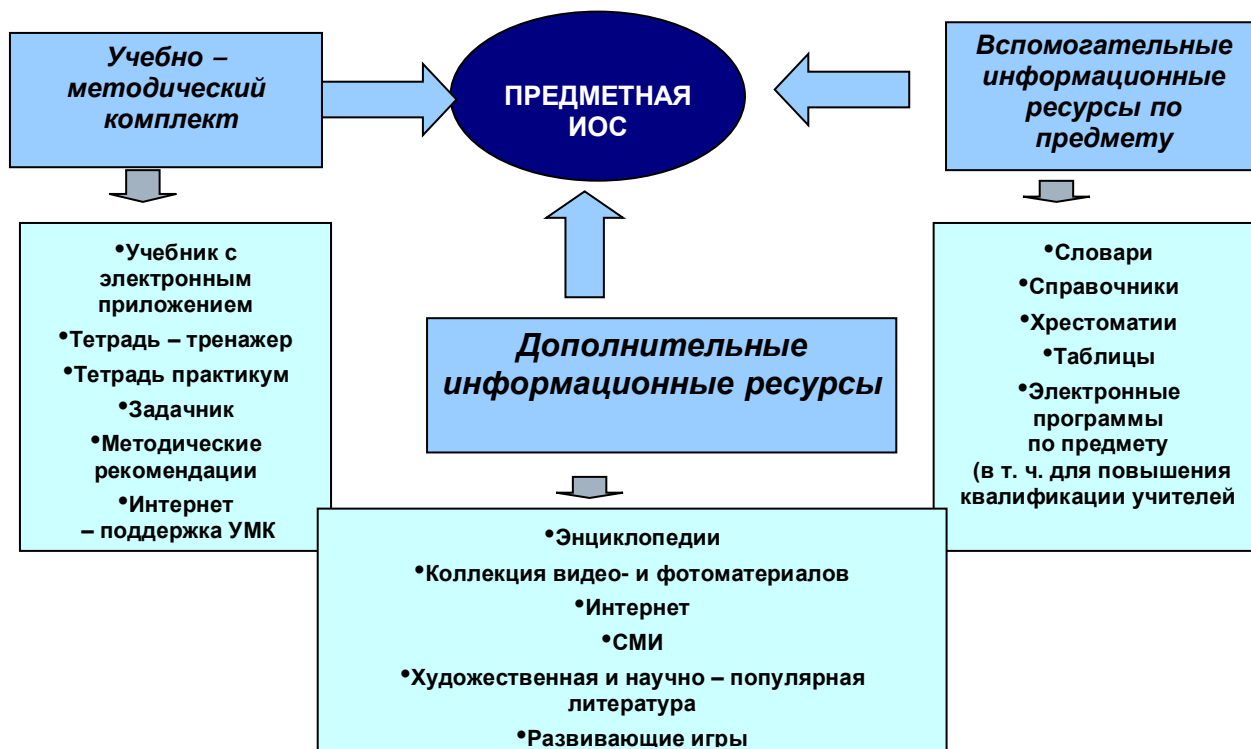 Учебно –
методический
комплект
ПРЕДМЕТНАЯ
ИОС
Вспомогательные
информационные
ресурсы по
предмету
•Учебник с
электронным
приложением
•Тетрадь – тренажер
•Тетрадь практикум
•Задачник
•Методические
рекомендации
•Интернет
– поддержка УМК
Дополнительные
информационные ресурсы
•Словари
•Справочники
•Хрестоматии
•Таблицы
•Электронные
программы
по предмету
(в т. ч. для повышения
квалификации учителей
•Энциклопедии
•Коллекция видео- и фотоматериалов
•Интернет
•СМИ
•Художественная и научно – популярная
литература
•Развивающие игры